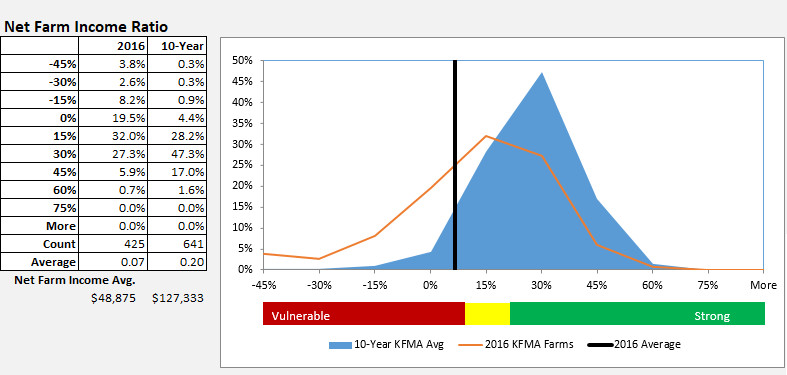 Net Farm Income Ratio
2016 10-Year
-45% 3.8% 0.3%
-30% 2.6% 0.3%
-15% 8.2% 0.9%
0% 19.5% 4.4%
15% 32.0% 28.2%
30% 27.3% 47.3%
45% 5.9% 17.0%
60% 0.7% 1.6%
75% 0.0% 0.0%
More 0.0% 0.0%
Count 425 641
Average 0.07 0.20
Net Farm Income Avg.
$48,875 $127,333
50%
45%
40%
35%
30%
25%
20%
15%
10%
5%
0%
-45% -30% -15% 0% 15% 30% 45% 60% 75% More
Vulnerable Strong
10-Year KFMA Avg 2016 KFMA Farms 2016 Average